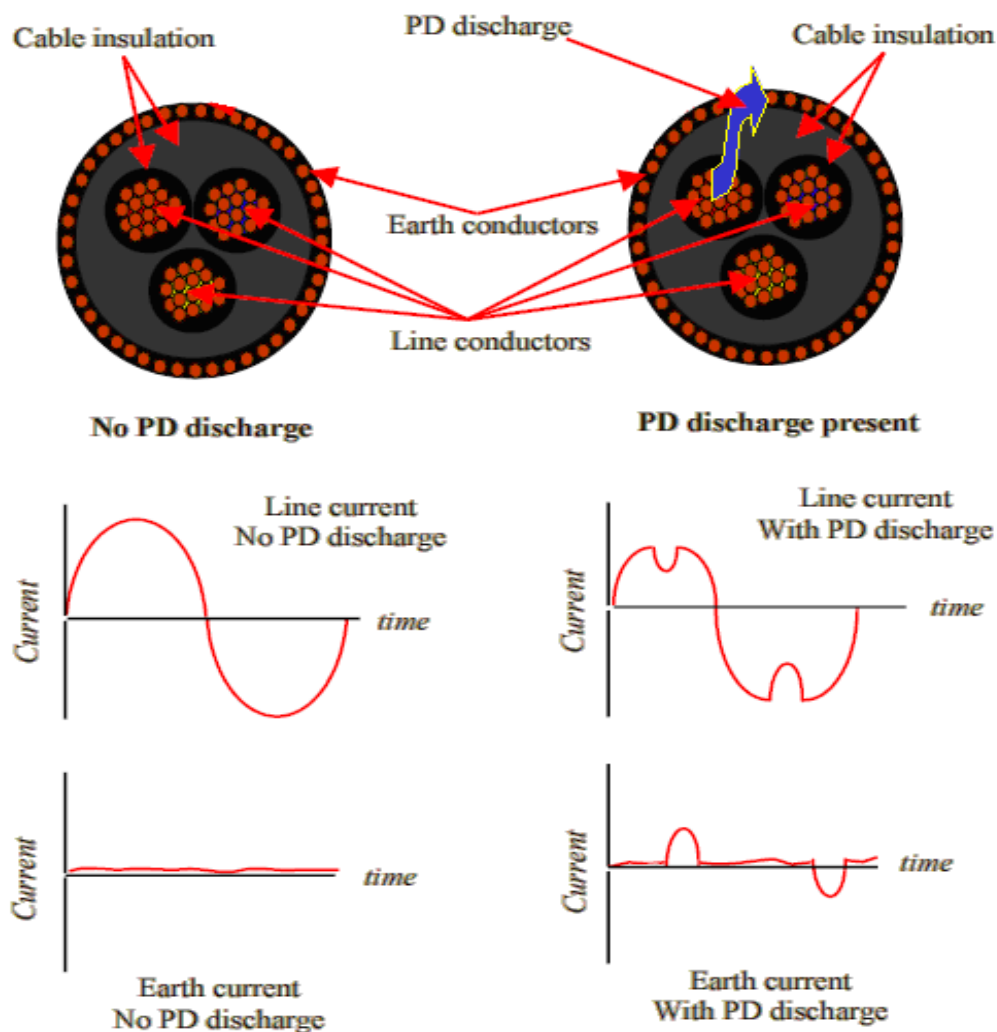 Cable insulation
PD discharge
Cable insulation
Earth conductors
Line conductors
No PD discharge
PD discharge present
Line current
No PD discharge
Current
time
Line current
With PD discharge
Current
time
Current
time
Earth current
No PD discharge
Current
time
Earth current
With PD discharge